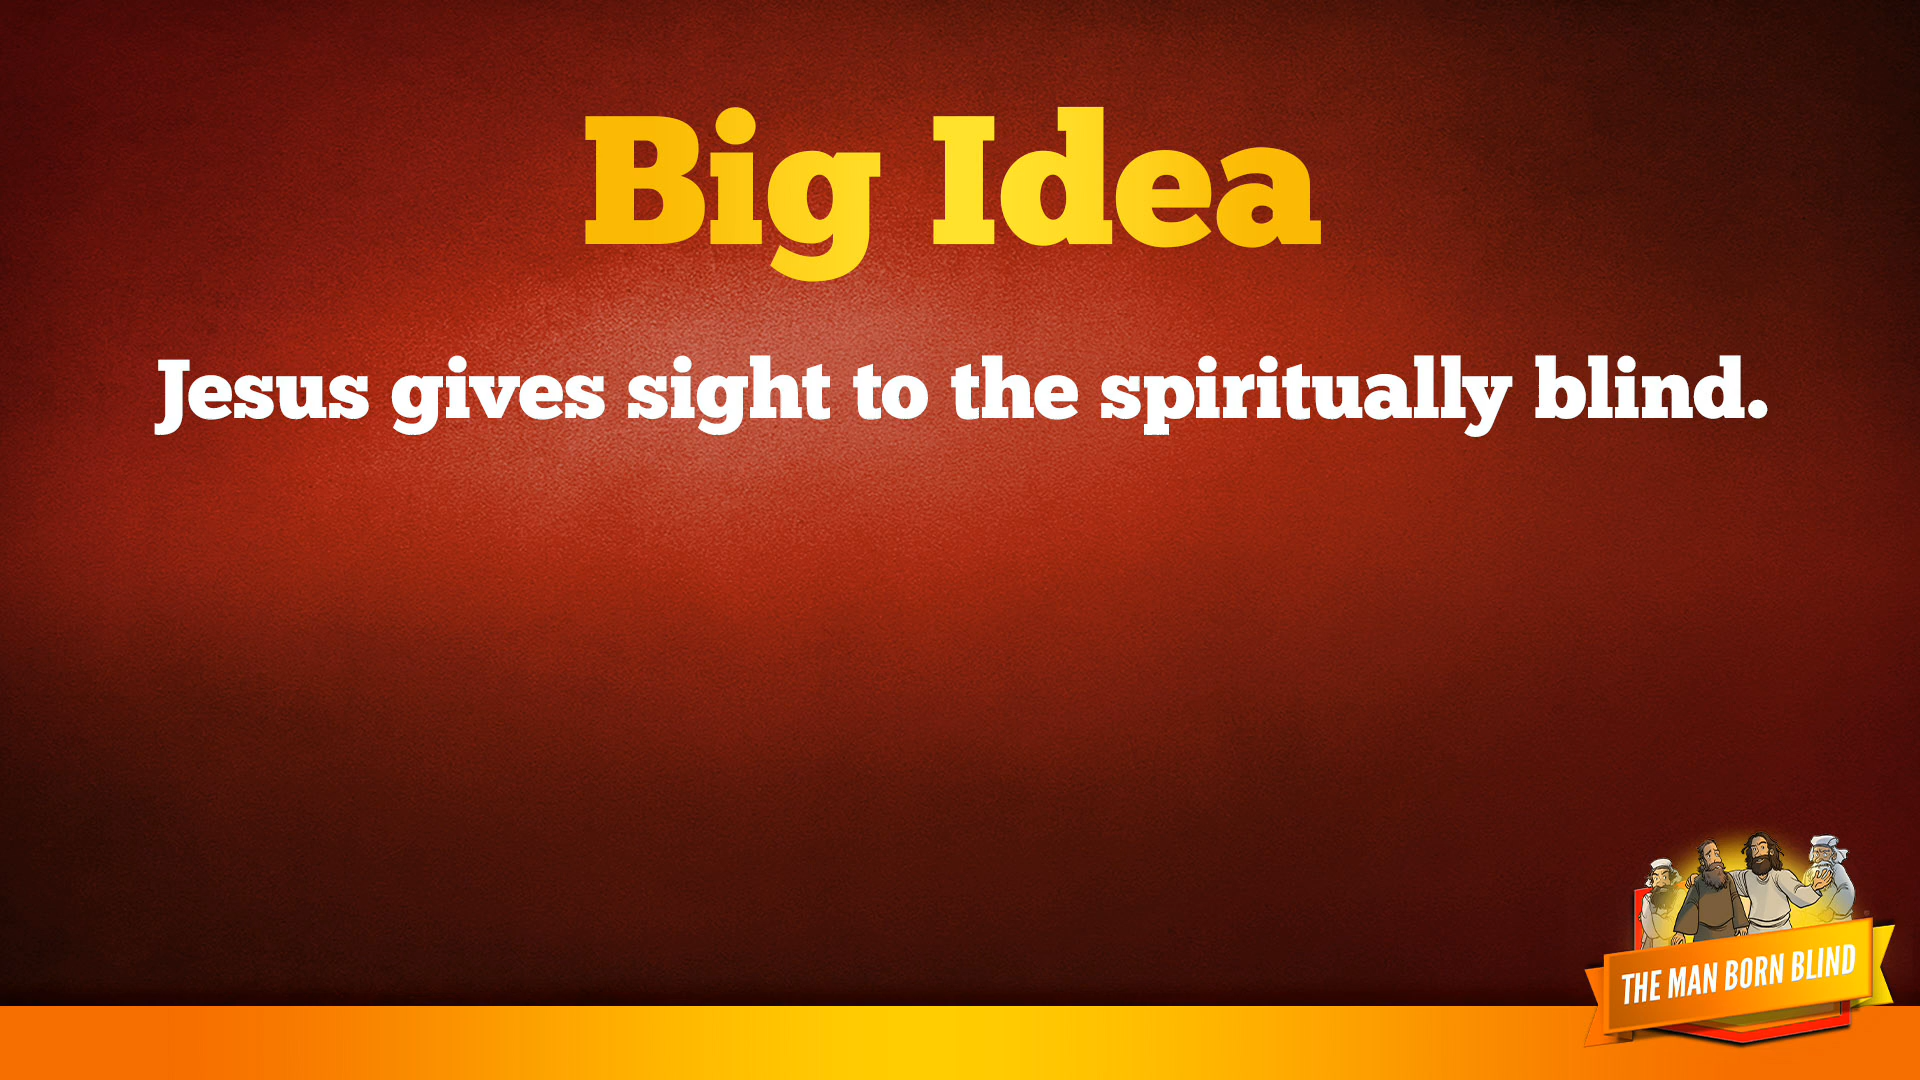 Big Idea
Jesus gives sight to the spiritually blind.
THE MAN BORN BLIND